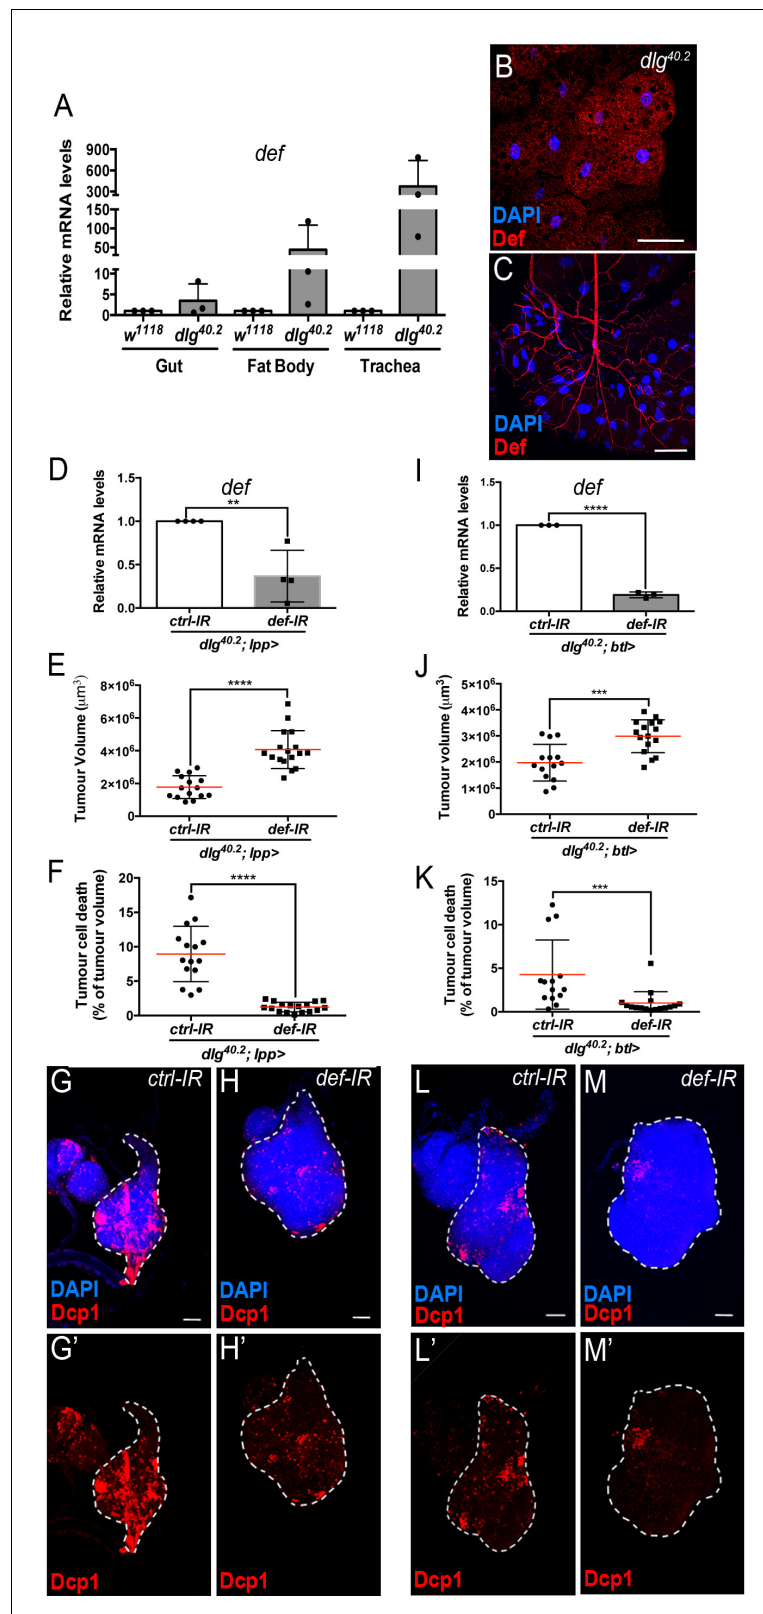 A
def
Relative mRNA levels
900
600
300
150
100
50
10
5
0
w1118 dlg40.2 w1118 dlg40.2 w1118 dlg40.2
Gut Fat Body Trachea
B
dlg40.2
DAPI
Def
C
DAPI
Def
D
def
Relative mRNA levels
1.5
1.0
0.5
0.0
**
ctrl-IR def-IR
dlg40.2; lpp>
I
def
Relative mRNA levels
1.5
1.0
0.5
0.0
****
ctrl-IR def-IR
dlg40.2; btl>
E
Tumour Volume (μm3)
8×106
6×106
4×106
2×106
0
****
ctrl-IR def-IR
dlg40.2; lpp>
J
Tumour volume (μm3)
5×106
4×106
3×106
2×106
1×106
0
***
ctrl-IR def-IR
dlg40.2; btl>
F
Tumour cell death
(% of tumour volume)
20
15
10
5
0
****
ctrl-IR def-IR
dlg40.2; lpp>
K
Tumour cell death
(% of tumour volume)
15
10
5
0
***
ctrl-IR def-IR
dlg40.2; btl>
G
ctrl-IR
DAPI
Dcp1
H
def-IR
DAPI
Dcp1
L
ctrl-IR
DAPI
Dcp1
M
def-IR
DAPI
Dcp1
G'
Dcp1
H'
Dcp1
L'
Dcp1
M'
Dcp1